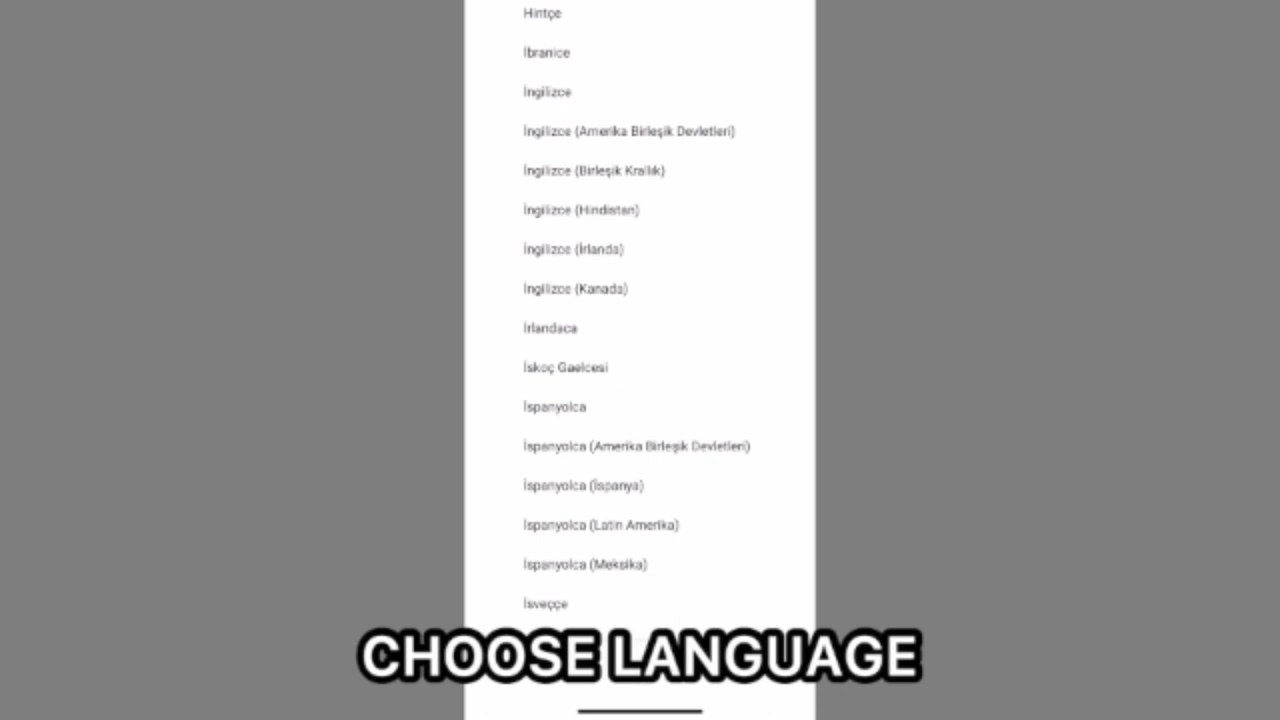 Hintçe
İbranice
İngilizce
İngilizce (Amerika Birleşik Devletleri)
İngilizce (Birleşik Krallık)
İngilizce (Hindistan)
İngilizce (İrlanda)
İngilizce (Kanada)
İrlandaca
İskoç Gaelcesi
İspanyolca
İspanyolca (Amerika Birleşik Devletleri)
İspanyolca (İspanya)
İspanyolca (Latin Amerika)
İspanyolca (Meksika)
İsveççe
CHOOSE LANGUAGE